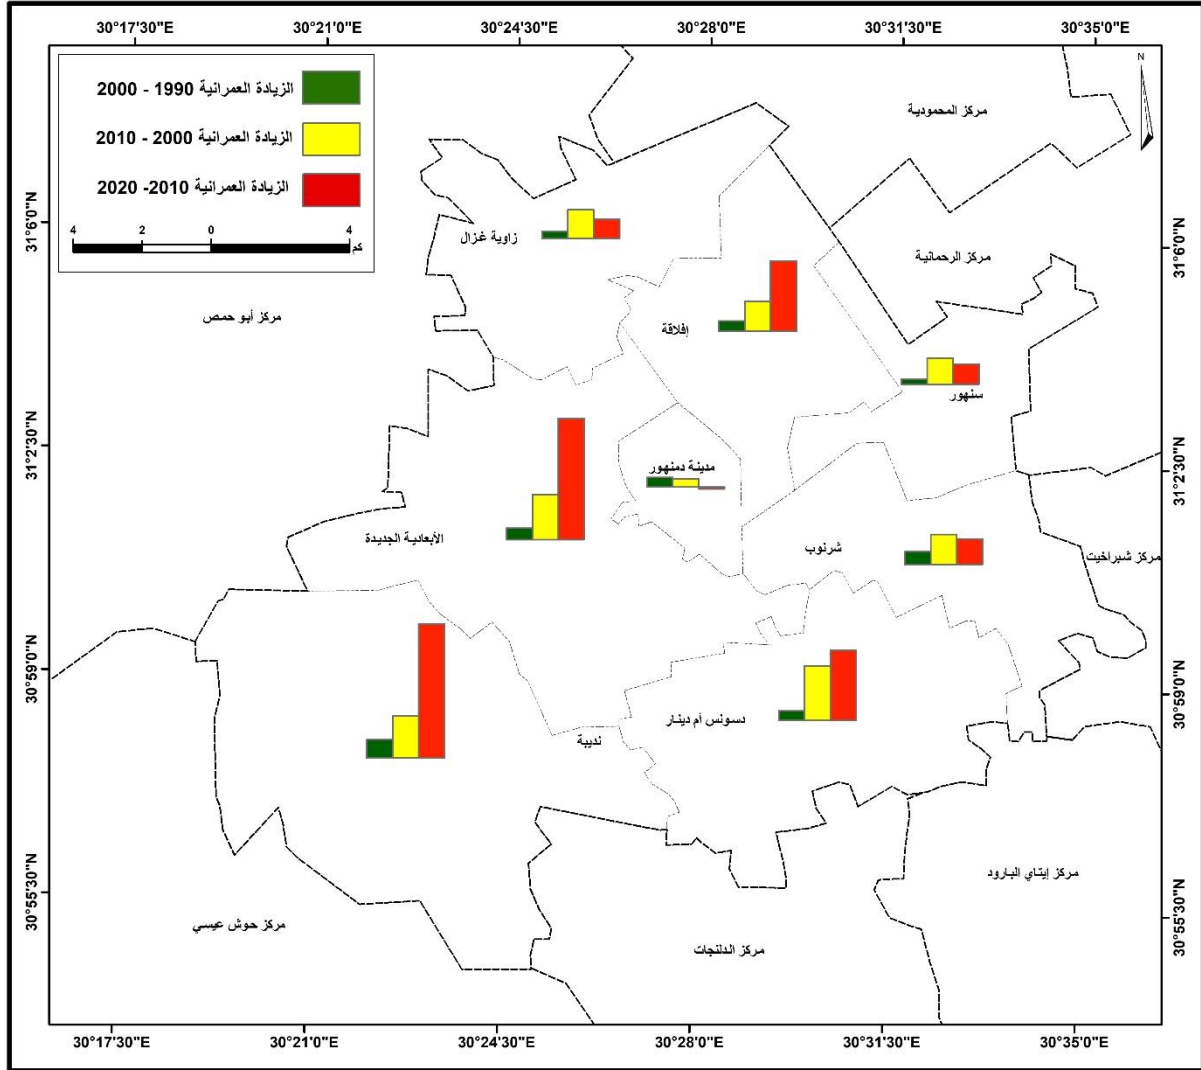 30°17'30"E 30°21'0"E 30°24'30"E 30°28'0"E 30°31'30"E 30°35'0"E
N
الزيادة العمرانية 1990 - 2000
الزيادة العمرانية 2000 - 2010
الزيادة العمرانية 2010- 2020
4 2 0 4
كم
مركز المحمودية
31°6'0"N
31°6'0"N
زاوية غزال
مركز الرحمانية
مركز أبو حمص
إفلاقة
سنهور
31°2'30"N
31°2'30"N
مدينة دمنهور
الأبعادية الجديدة
شرنوب
مركز شبراخيت
30°59'0"N
30°59'0"N
دسونس أم دينار
نديبة
مركز إيتاي البارود
30°55'30"N
30°55'30"N
مركز حوش عيسي
مركز الدلنجات
30°17'30"E 30°21'0"E 30°24'30"E 30°28'0"E 30°31'30"E 30°35'0"E